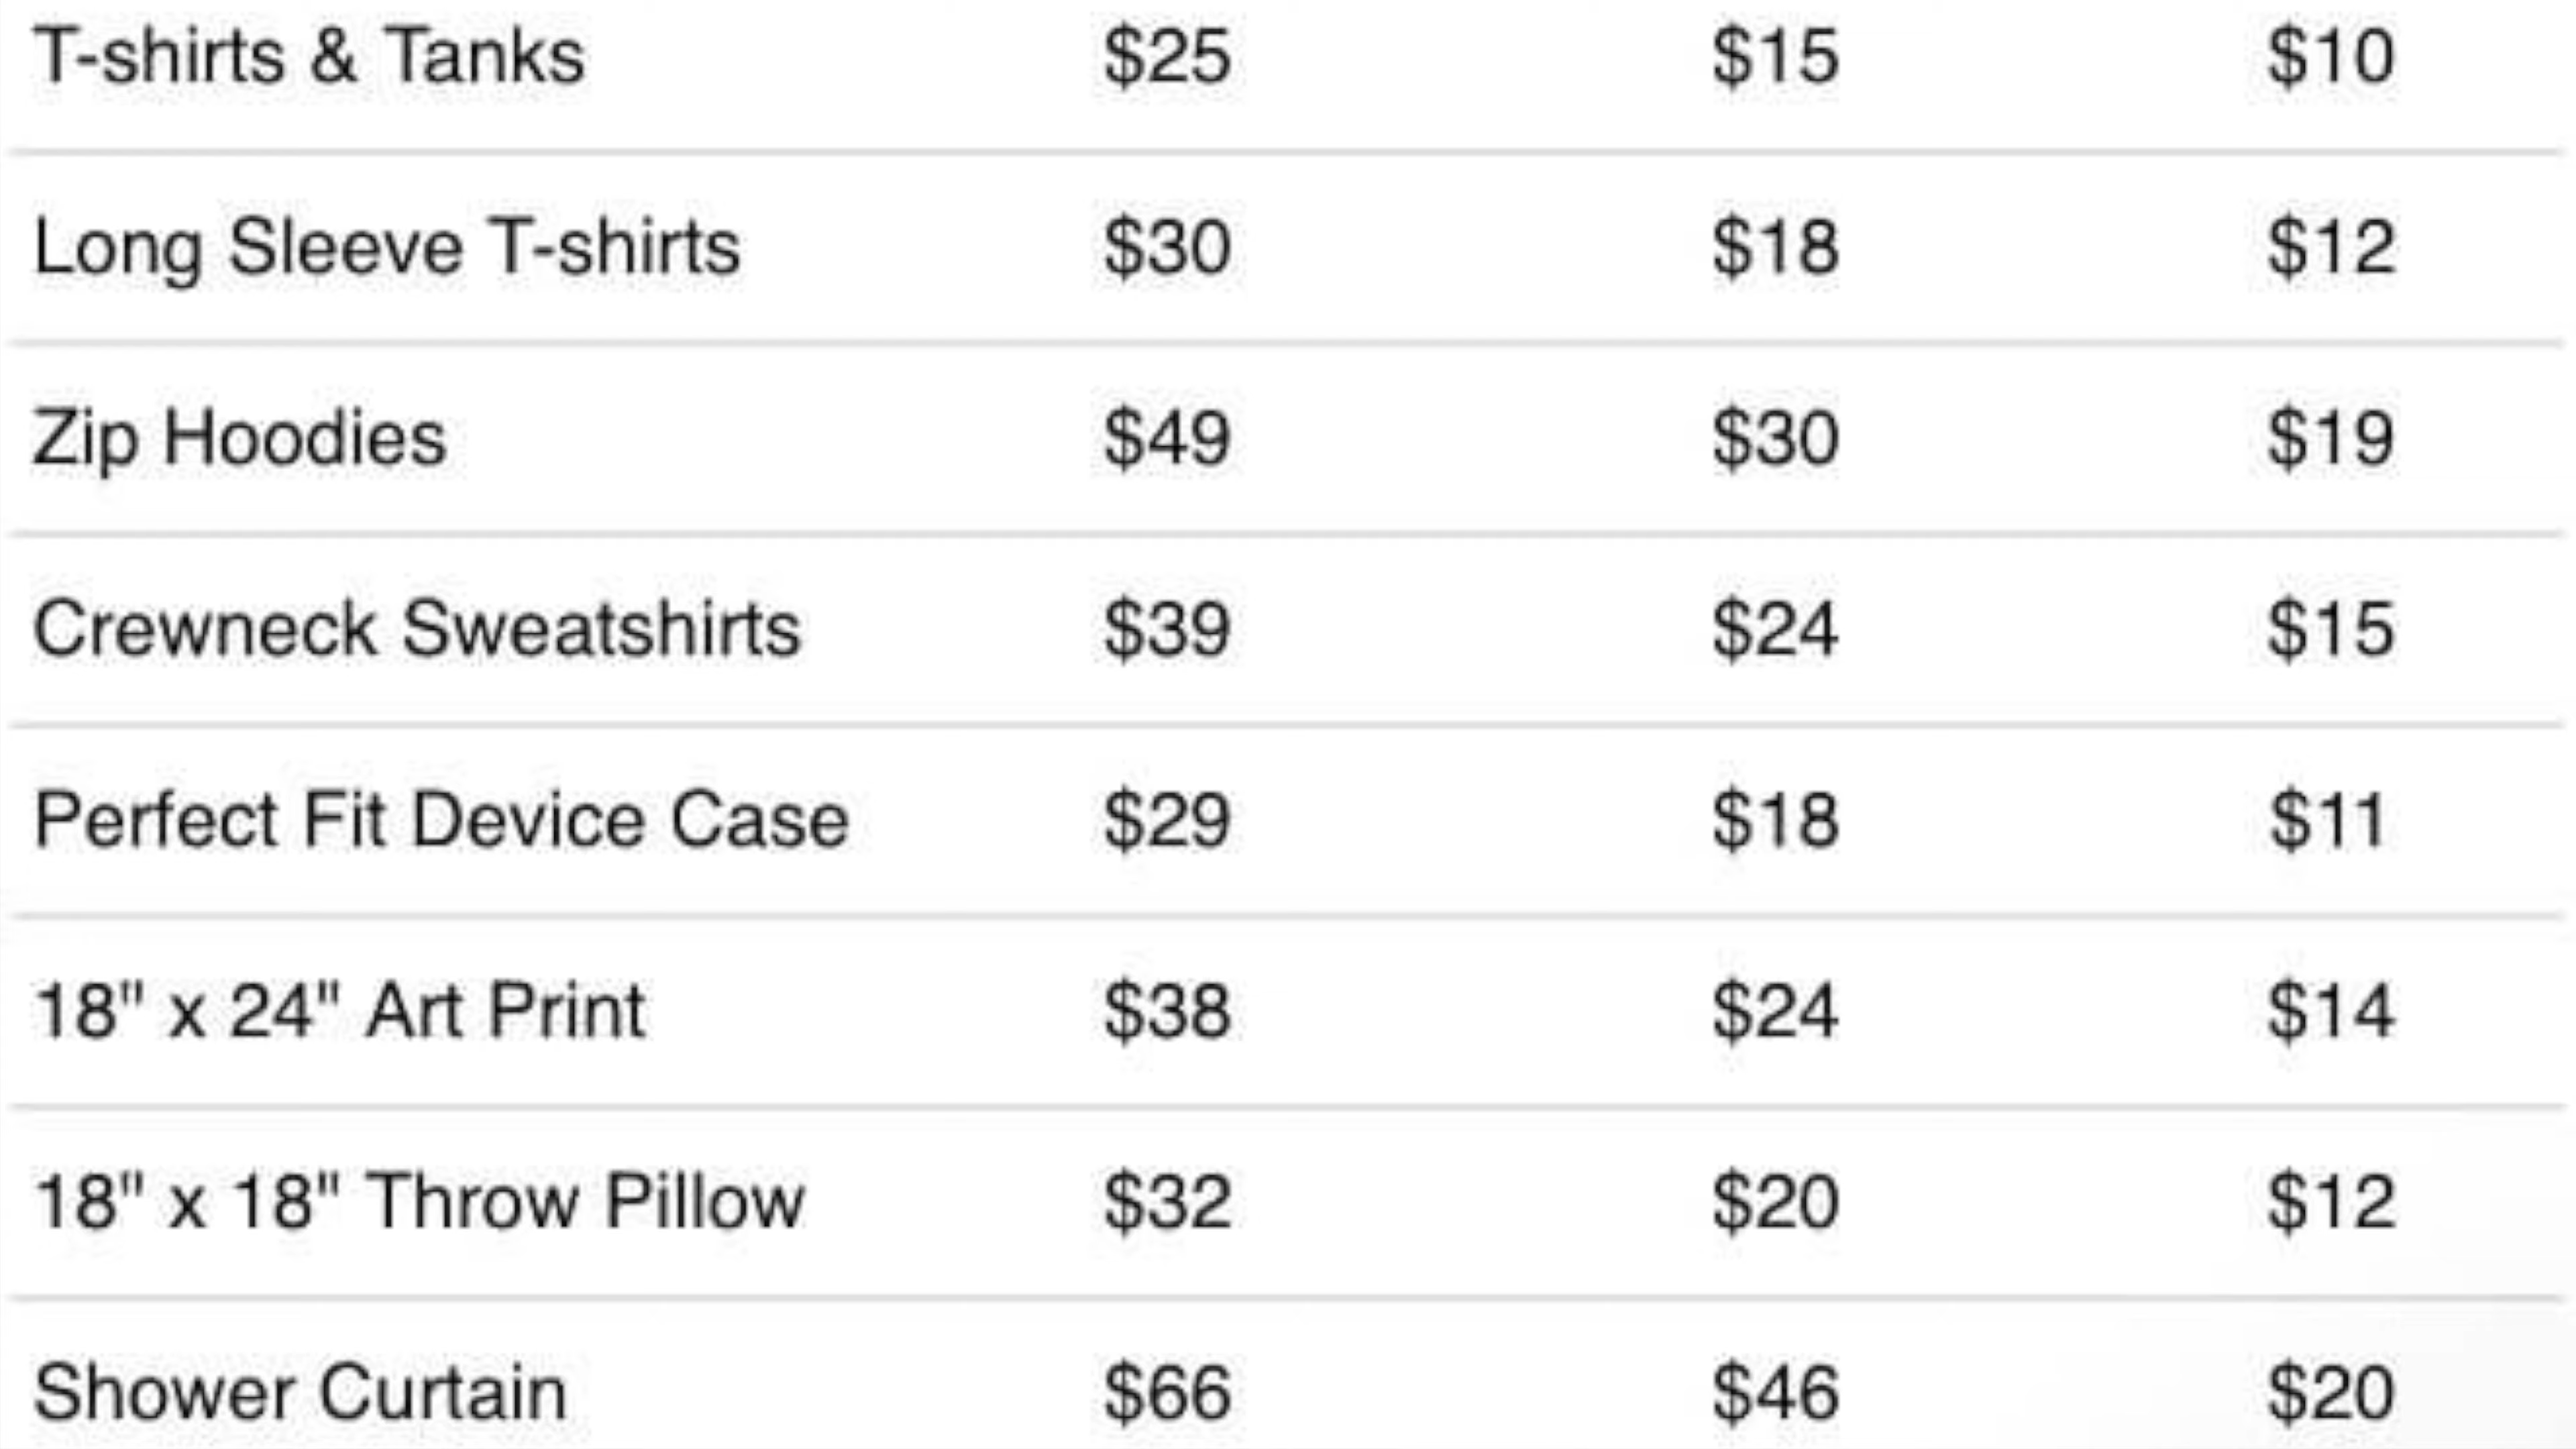 T-shirts & Tanks $25 $15 $10
Long Sleeve T-shirts $30 $18 $12
Zip Hoodies $49 $30 $19
Crewneck Sweatshirts $39 $24 $15
Perfect Fit Device Case $29 $18 $11
18" x 24" Art Print $38 $24 $14
18" x 18" Throw Pillow $32 $20 $12
Shower Curtain $66 $46 $20